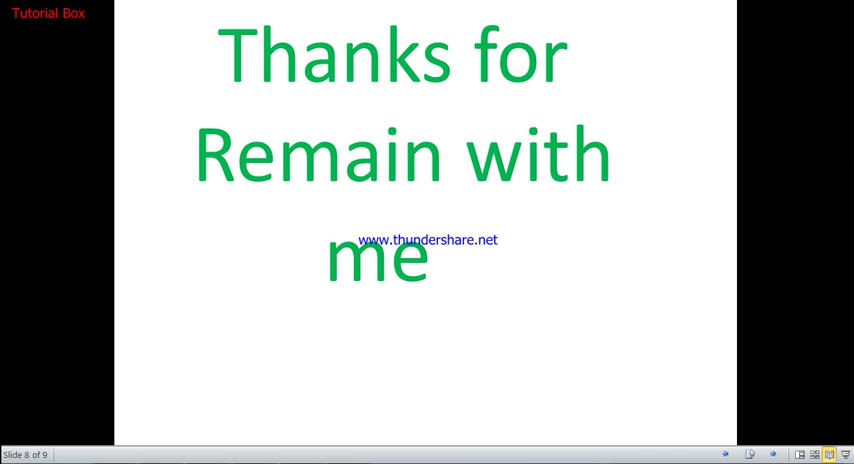 Tutorial Box
Thanks for
Remain with
www.thundershare.net
me
Slide 8 of 9